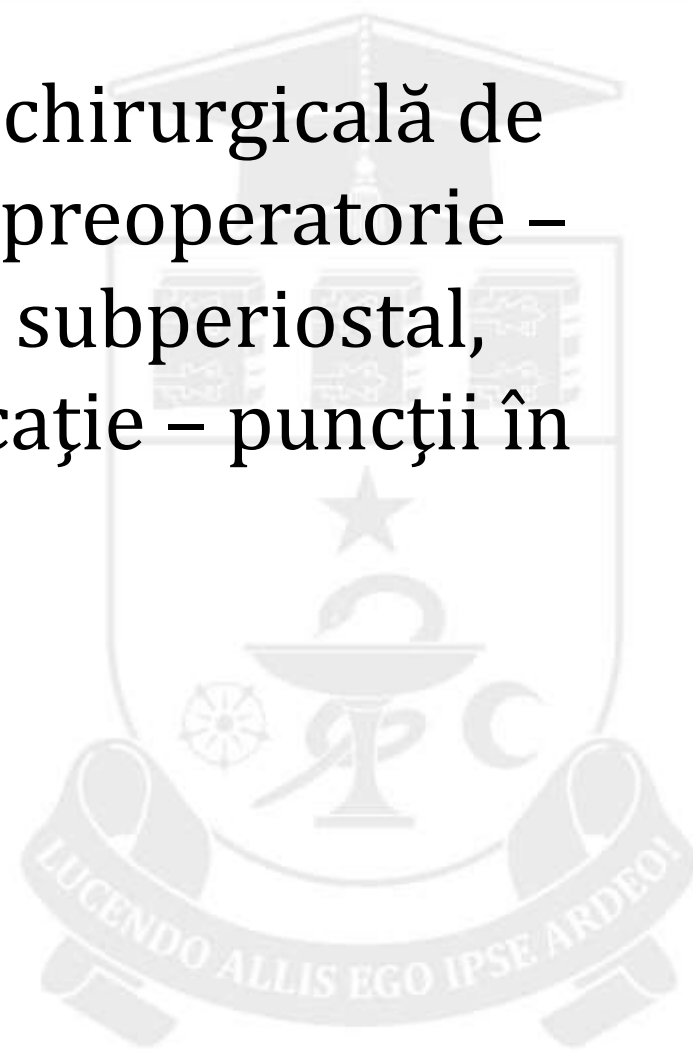 chirurgicală de
preoperatorie –
subperiostal,
caţie – puncţii în
LUCENDO ALLIS EGO IPSE ARDEO!